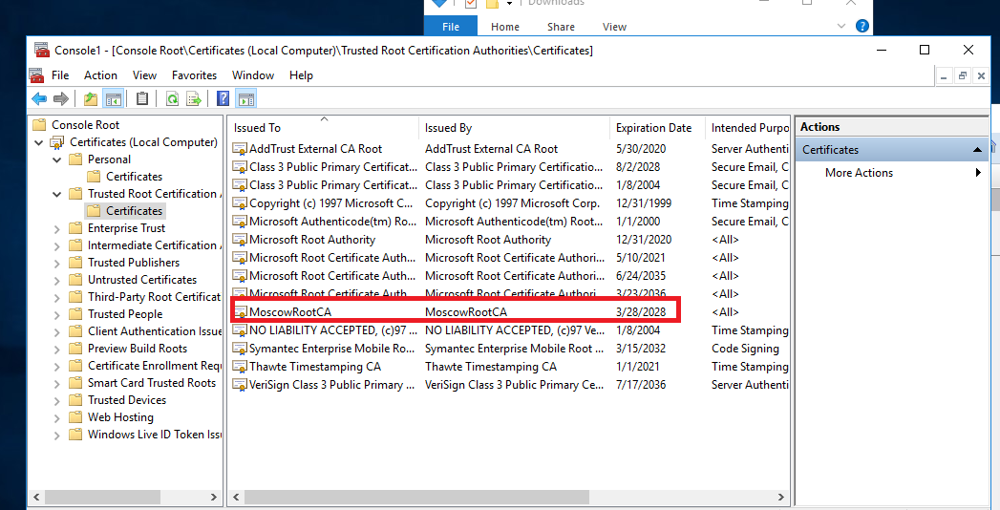 Downloads
File Home Share View
Console1 - [Console Root\Certificates (Local Computer)\Trusted Root Certification Authorities\Certificates]
File Action View Favorites Window Help
Console Root
Certificates (Local Computer)
Personal
Certificates
Trusted Root Certification A
Certificates
Enterprise Trust
Intermediate Certification A
Trusted Publishers
Untrusted Certificates
Third-Party Root Certificat
Trusted People
Client Authentication Issue
Preview Build Roots
Certificate Enrollment Requ
Smart Card Trusted Roots
Trusted Devices
Web Hosting
Windows Live ID Token Issu
Issued To Issued By Expiration Date Intended Purpo
AddTrust External CA Root AddTrust External CA Root 5/30/2020 Server Authenti
Class 3 Public Primary Certificat... Class 3 Public Primary Certificatio... 8/2/2028 Secure Email, C
Class 3 Public Primary Certificat... Class 3 Public Primary Certificatio... 1/8/2004 Secure Email, C
Copyright (c) 1997 Microsoft C... Copyright (c) 1997 Microsoft Corp. 12/31/1999 Time Stamping
Microsoft Authenticode(tm) Ro... Microsoft Authenticode(tm) Root... 1/1/2000 Secure Email, C
Microsoft Root Authority Microsoft Root Authority 12/31/2020 <All>
Microsoft Root Certificate Auth... Microsoft Root Certificate Authori... 5/10/2021 <All>
Microsoft Root Certificate Auth... Microsoft Root Certificate Authori... 6/24/2035 <All>
Microsoft Root Certificate Auth... Microsoft Root Certificate Authori... 3/23/2036 <All>
MoscowRootCA MoscowRootCA 3/28/2028 <All>
NO LIABILITY ACCEPTED, (c)97 ... NO LIABILITY ACCEPTED, (c)97 Ve... 1/8/2004 Time Stamping
Symantec Enterprise Mobile Ro... Symantec Enterprise Mobile Root ... 3/15/2032 Code Signing
Thawte Timestamping CA Thawte Timestamping CA 1/1/2021 Time Stamping
VeriSign Class 3 Public Primary ... VeriSign Class 3 Public Primary Ce... 7/17/2036 Server Authenti
Actions
Certificates
More Actions